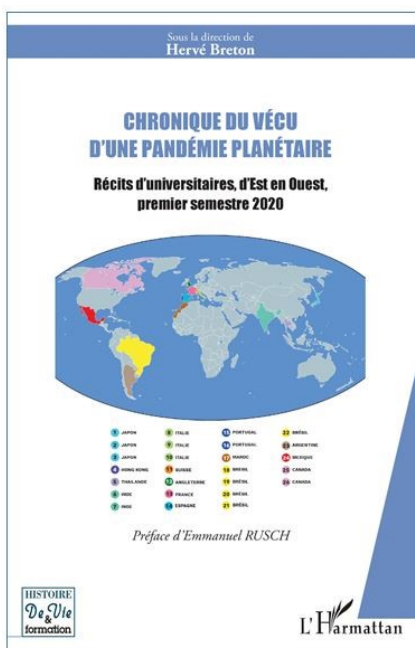 Sous la direction de
Hervé Breton
CHRONIQUE DU VÉCU
D'UNE PANDÉMIE PLANÉTAIRE
Récits d'universitaires, d'Est en Ouest,
premier semestre 2020
1 JAPON
2 JAPON
3 JAPON
4 HONG KONG
5 THAILANDE
6 INDE
7 INDE
8 ITALIE
9 ITALIE
10 ITALIE
11 SUISSE
12 ANGLETERRE
13 FRANCE
14 ESPAGNE
15 PORTUGAL
16 PORTUGAL
17 MAROC
18 BRÉSIL
19 BRÉSIL
20 BRÉSIL
21 BRÉSIL
22 BRÉSIL
23 ARGENTINE
24 MEXIQUE
25 CANADA
26 CANADA
Préface d'Emmanuel RUSCH
HISTOIRE
De Vie
&
formation
L'Harmattan